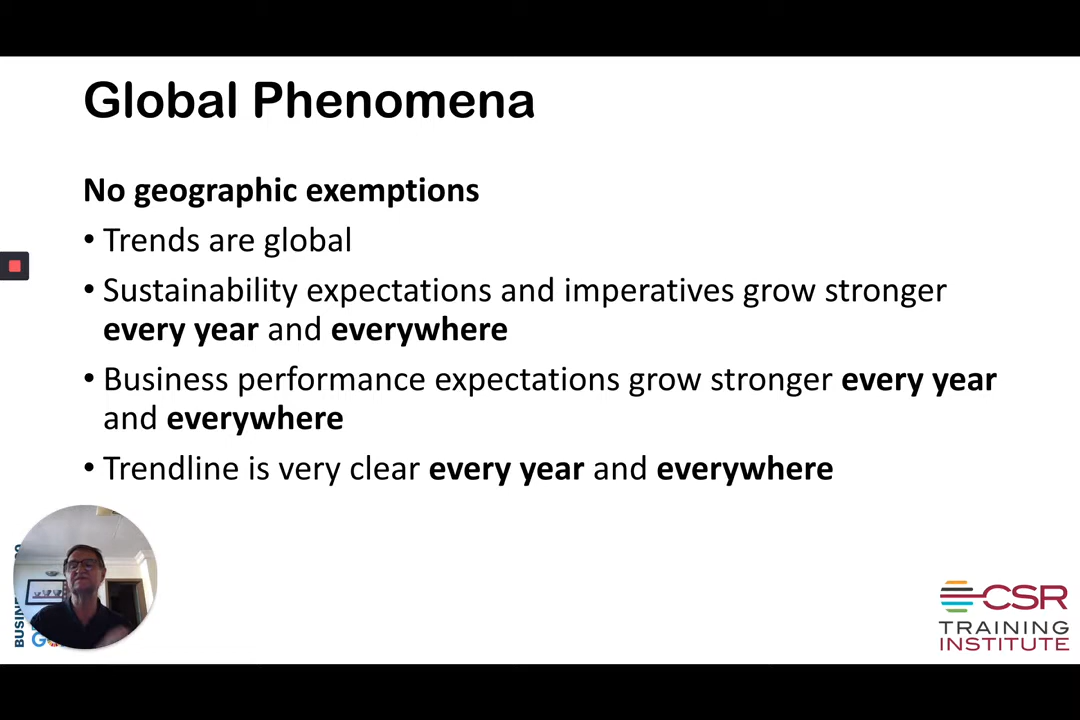 Global Phenomena
No geographic exemptions
• Trends are global
• Sustainability expectations and imperatives grow stronger
every year and everywhere
• Business performance expectations grow stronger every year
and everywhere
• Trendline is very clear every year and everywhere
CSR
TRAINING
INSTITUTE